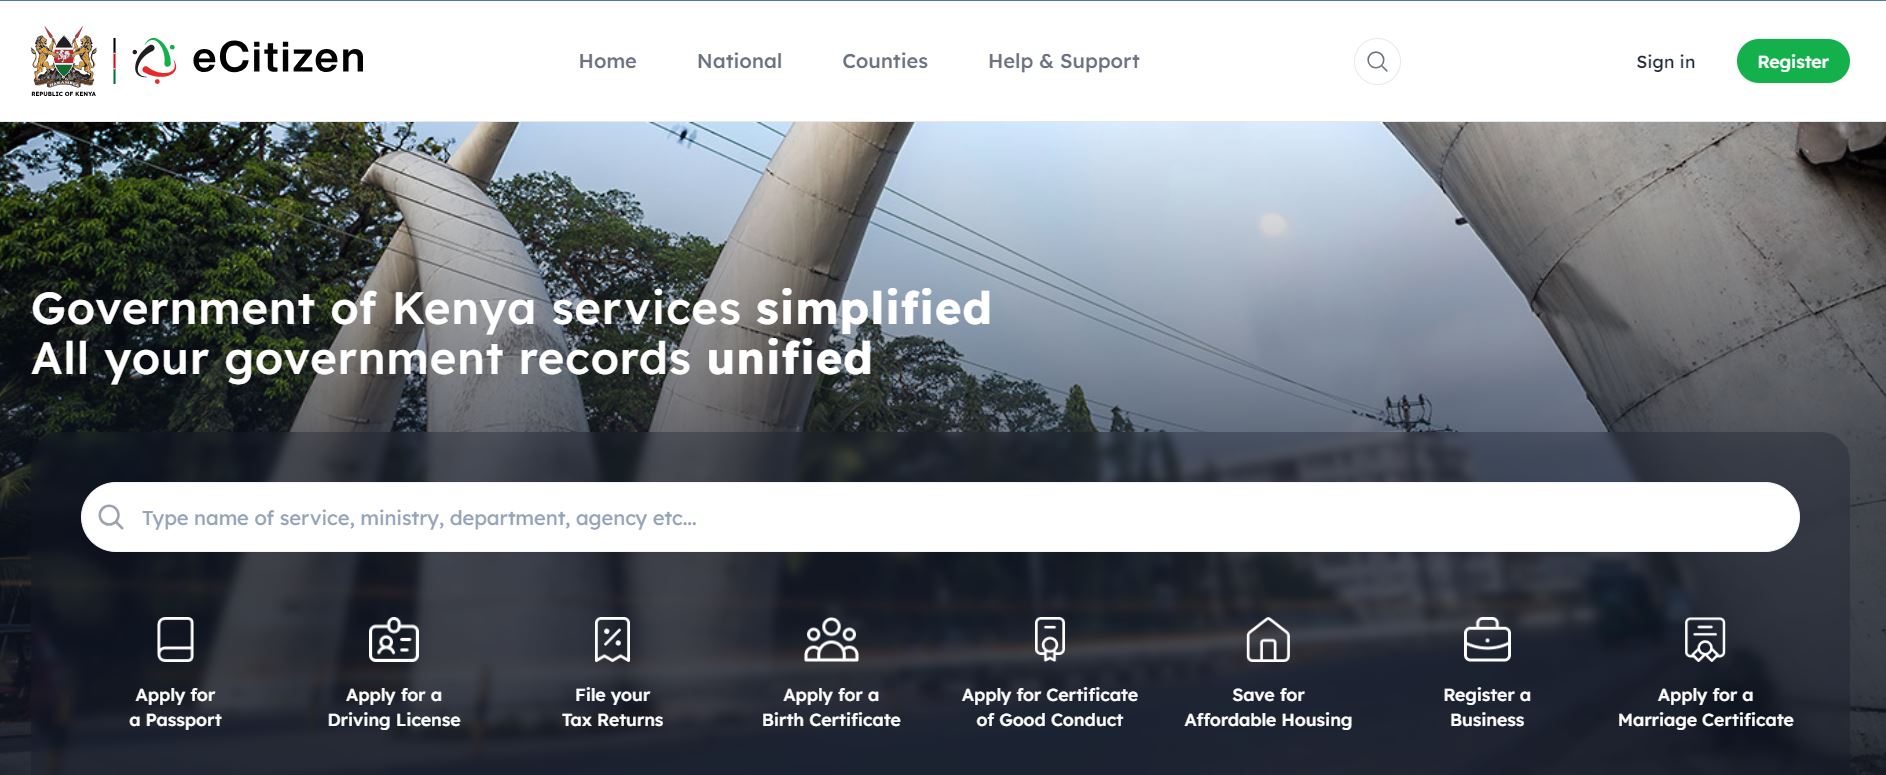 REPUBLIC OF KENYA
eCitizen
Home
National
Counties
Help & Support
Sign in
Register
Government of Kenya services simplified
All your government records unified
Type name of service, ministry, department, agency etc...
Apply for
a Passport
Apply for a
Driving License
File your
Tax Returns
Apply for a
Birth Certificate
Apply for Certificate
of Good Conduct
Save for
Affordable Housing
Register a
Business
Apply for a
Marriage Certificate